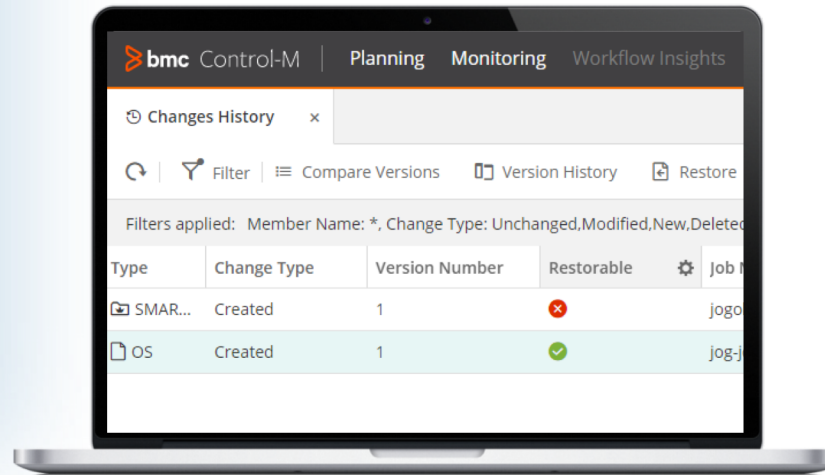 bmc Control-M Planning Monitoring Workflow Insights
Changes History ×
Filter Compare Versions Version History Restore
Filters applied: Member Name: *, Change Type: Unchanged,Modified,New,Deleted
Type Change Type Version Number Restorable Job
SMAR... Created 1
OS Created 1